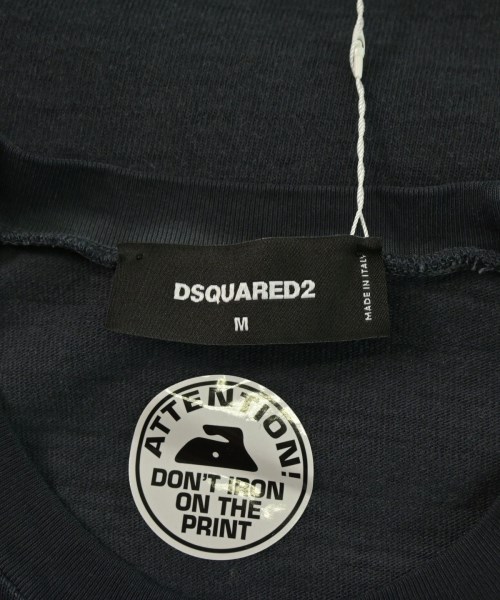 DSQUARED2
M
MADE IN ITALY
ATTENTION!
DON'T IRON
ON THE
PRINT